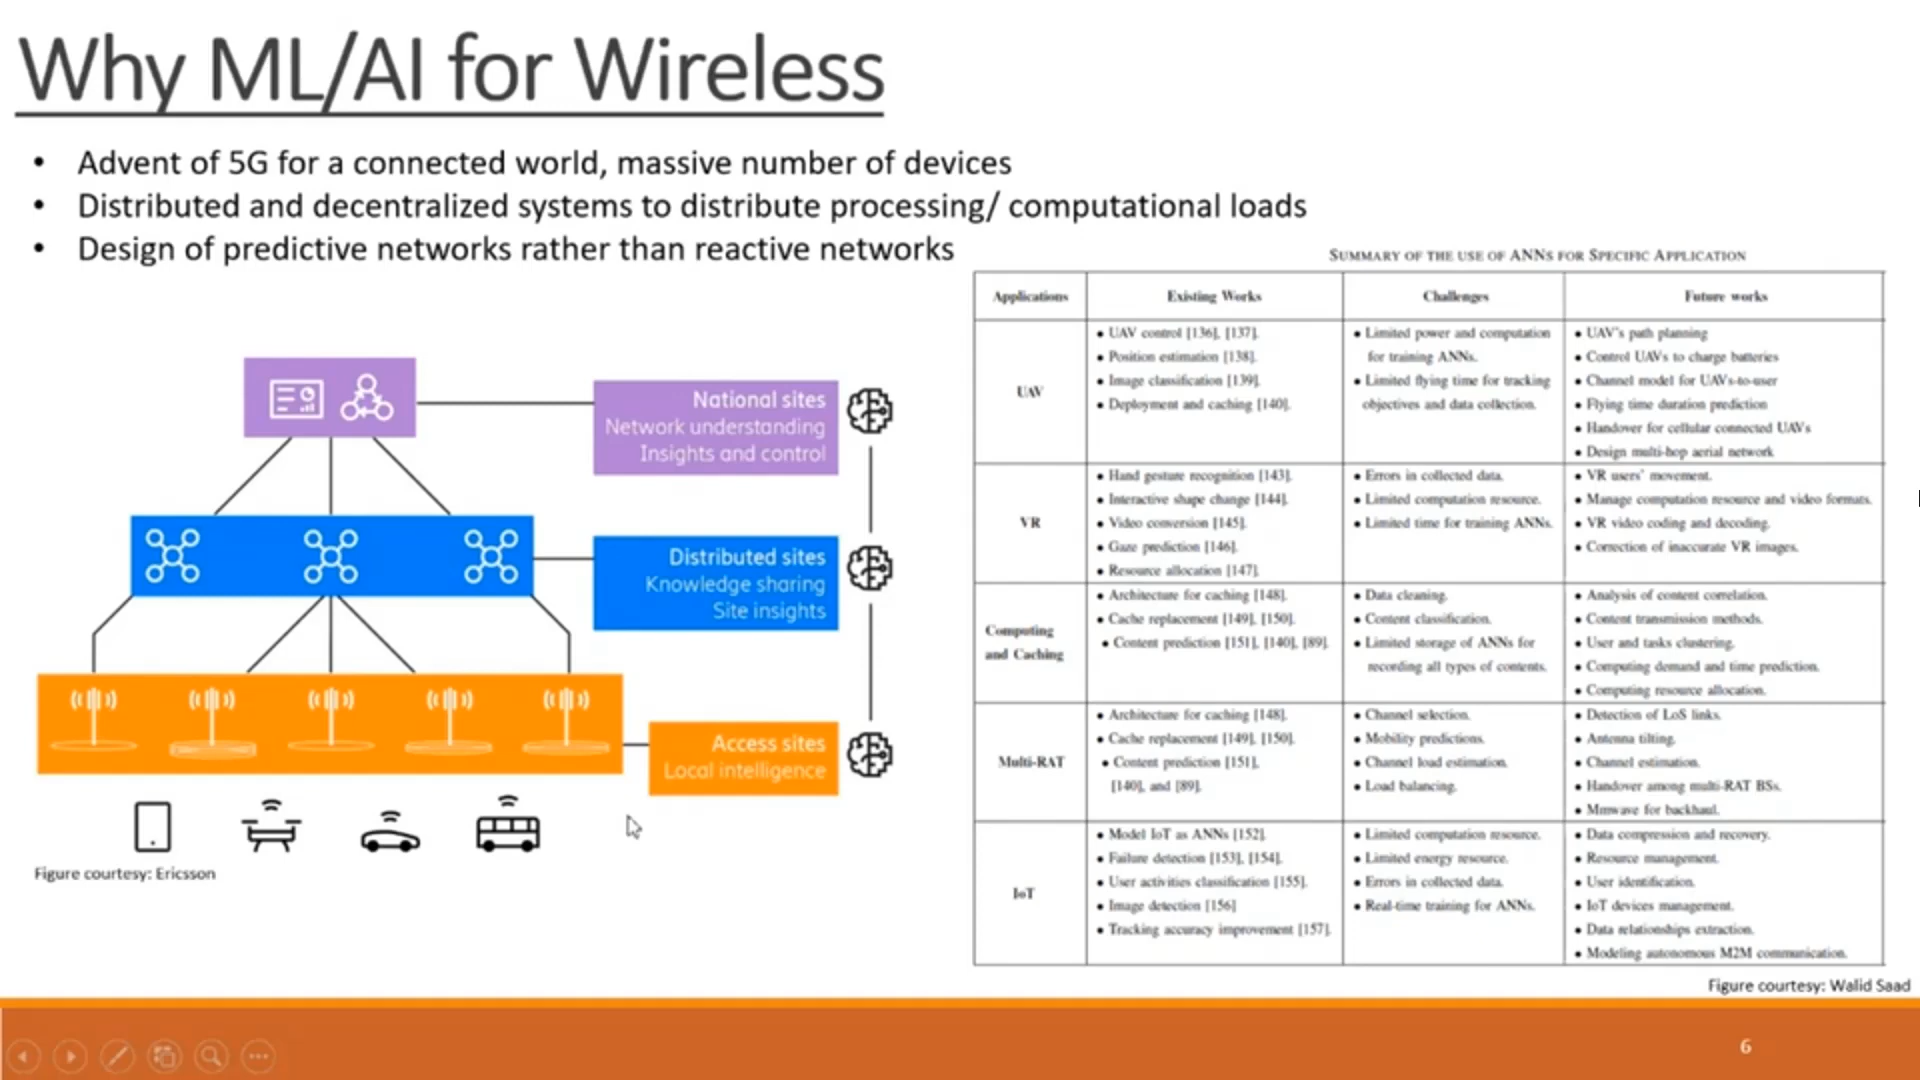 Why ML/AI for Wireless
• Advent of 5G for a connected world, massive number of devices
• Distributed and decentralized systems to distribute processing/ computational loads
• Design of predictive networks rather than reactive networks
National sites
Network understanding
Insights and control
Distributed sites
Knowledge sharing
Site insights
Access sites
Local intelligence
Figure courtesy: Ericsson
SUMMARY OF THE USE OF ANNS FOR SPECIFIC APPLICATION
Applications
Existing Works
Challenges
Future works
UAV
• UAV control [136], [137].
• Position estimation [138].
• Image classification [139].
• Deployment and caching [140].
• Limited power and computation
for training ANNs.
• Limited flying time for tracking
objectives and data collection.
• UAV's path planning
• Control UAVs to charge batteries
• Channel model for UAVs-to-user
• Flying time duration prediction
• Handover for cellular connected UAVs
• Design multi-hop aerial network
VR
• Hand gesture recognition [143].
• Interactive shape change [144].
• Video conversion [145].
• Gaze prediction [146].
• Resource allocation [147].
• Errors in collected data.
• Limited computation resource.
• Limited time for training ANNs.
• VR users' movement.
• Manage computation resource and video formats.
• VR video coding and decoding.
• Correction of inaccurate VR images.
Computing
and Caching
• Architecture for caching [148].
• Cache replacement [149], [150].
• Content prediction [151], [140], [89].
• Data cleaning.
• Content classification.
• Limited storage of ANNs for
recording all types of contents.
• Analysis of content correlation.
• Content transmission methods.
• User and tasks clustering.
• Computing demand and time prediction.
• Computing resource allocation.
Multi-RAT
• Architecture for caching [148].
• Cache replacement [149], [150].
• Content prediction [151],
[140], and [89].
• Channel selection.
• Mobility predictions.
• Channel load estimation.
• Load balancing.
• Detection of LoS links.
• Antenna tilting.
• Channel estimation.
• Handover among multi-RAT BSs.
• Mmwave for backhaul.
IoT
• Model IoT as ANNs [152].
• Failure detection [153], [154].
• User activities classification [155].
• Image detection [156]
• Tracking accuracy improvement [157].
• Limited computation resource.
• Limited energy resource.
• Errors in collected data.
• Real-time training for ANNs.
• Data compression and recovery.
• Resource management.
• User identification.
• IoT devices management.
• Data relationships extraction.
• Modeling autonomous M2M communication.
Figure courtesy: Walid Saad
6